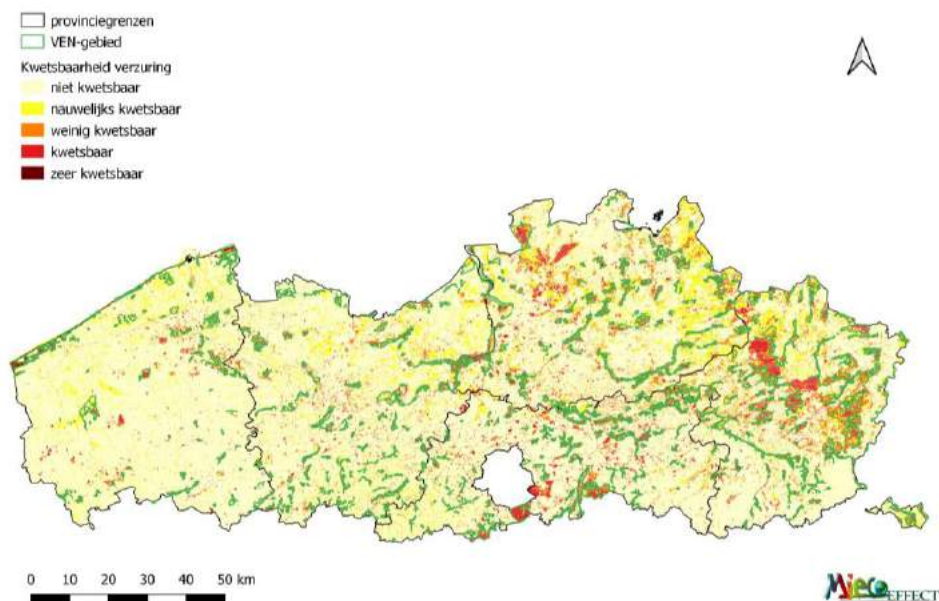 provinciegrenzen
VEN-gebied
Kwetsbaarheid verzuring
niet kwetsbaar
nauwelijks kwetsbaar
weinig kwetsbaar
kwetsbaar
zeer kwetsbaar
0 10 20 30 40 50 km
Mieco EFFECT